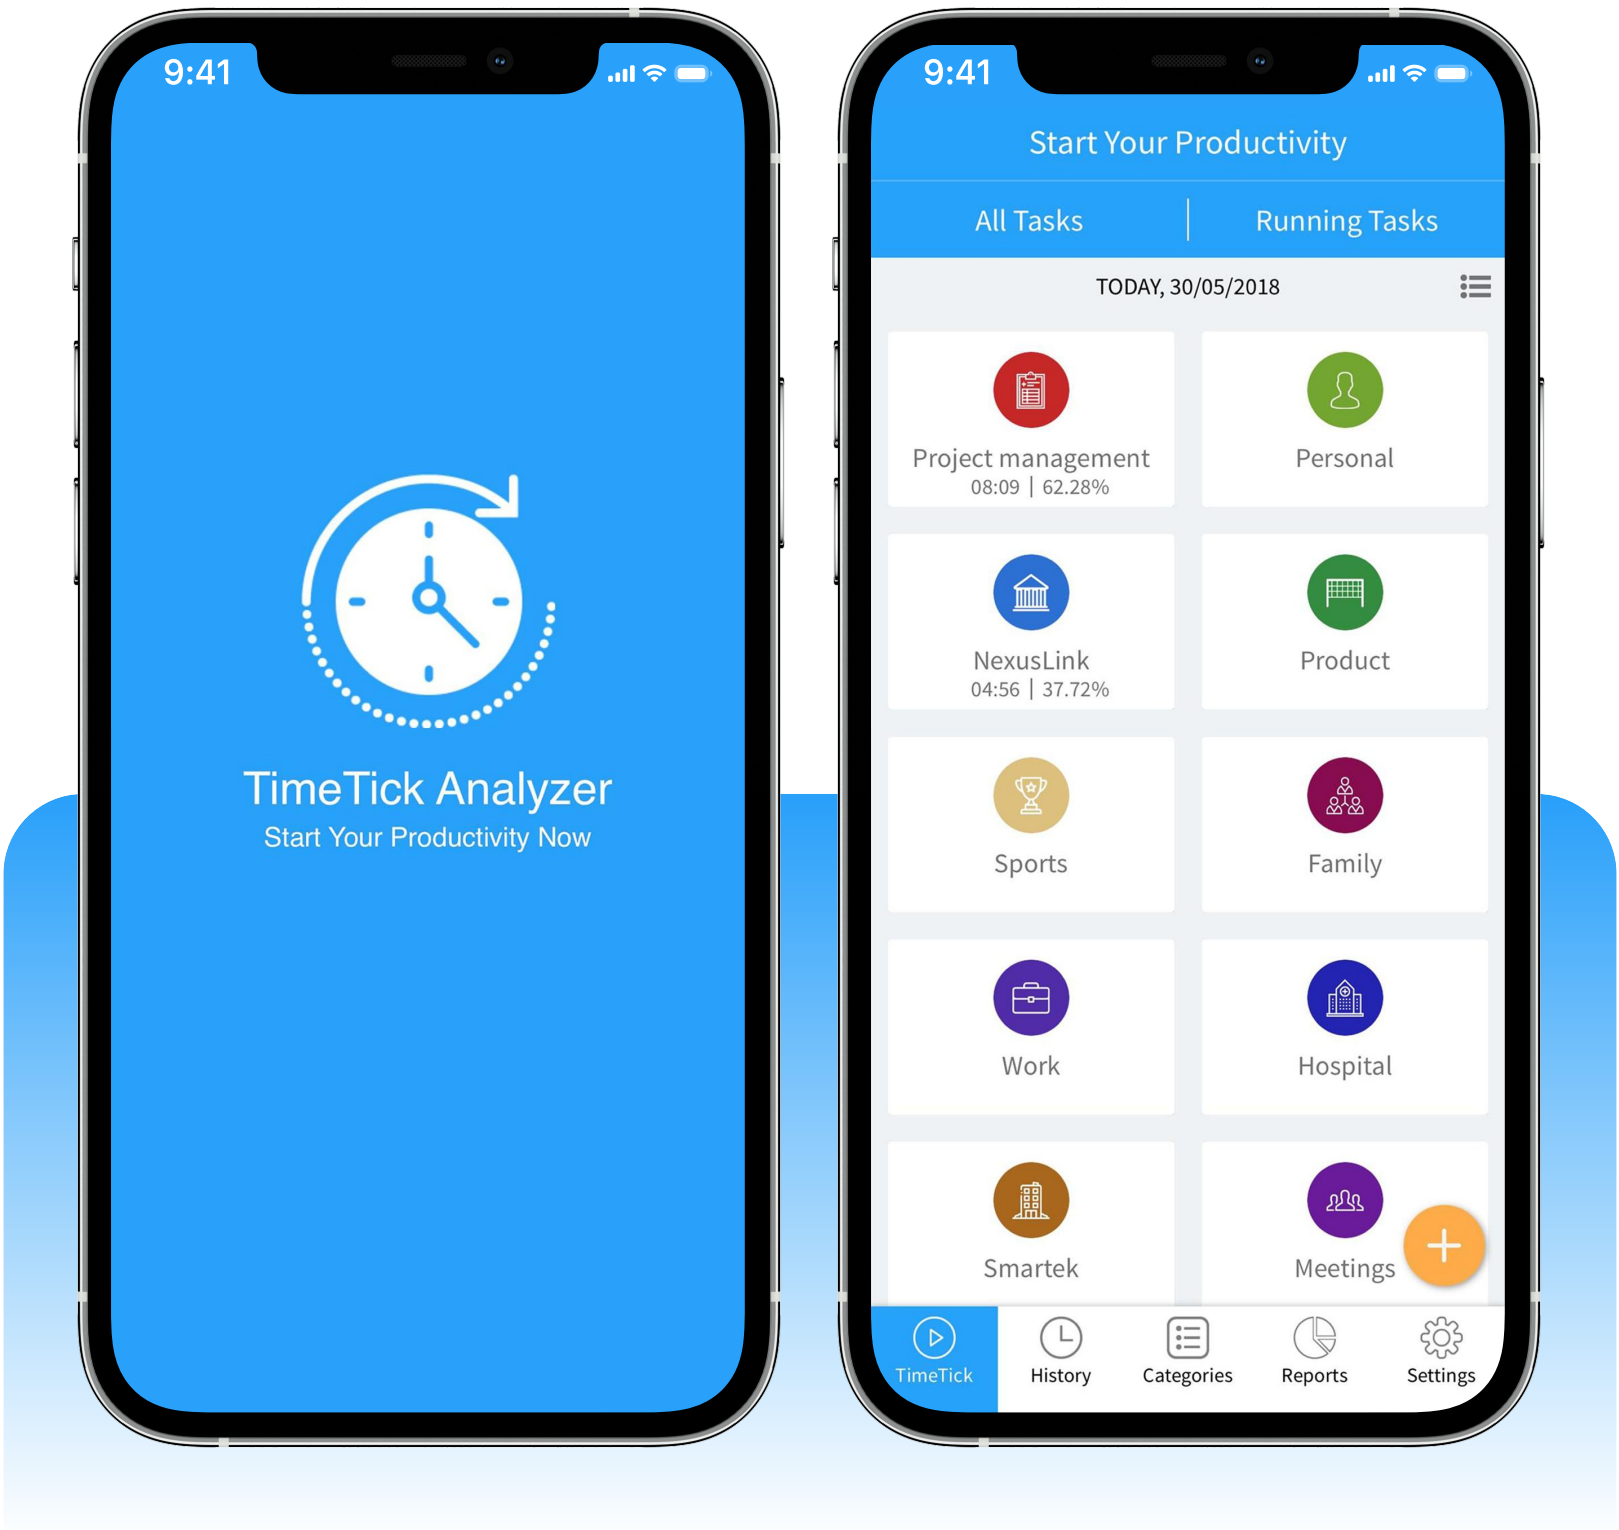 9:41
TimeTick Analyzer
Start Your Productivity Now
9:41
Start Your Productivity
All Tasks | Running Tasks
TODAY, 30/05/2018
Project management
08:09 | 62.28%
Personal
NexusLink
04:56 | 37.72%
Product
Sports
Family
Work
Hospital
Smartek
Meetings
TimeTick History Categories Reports Settings